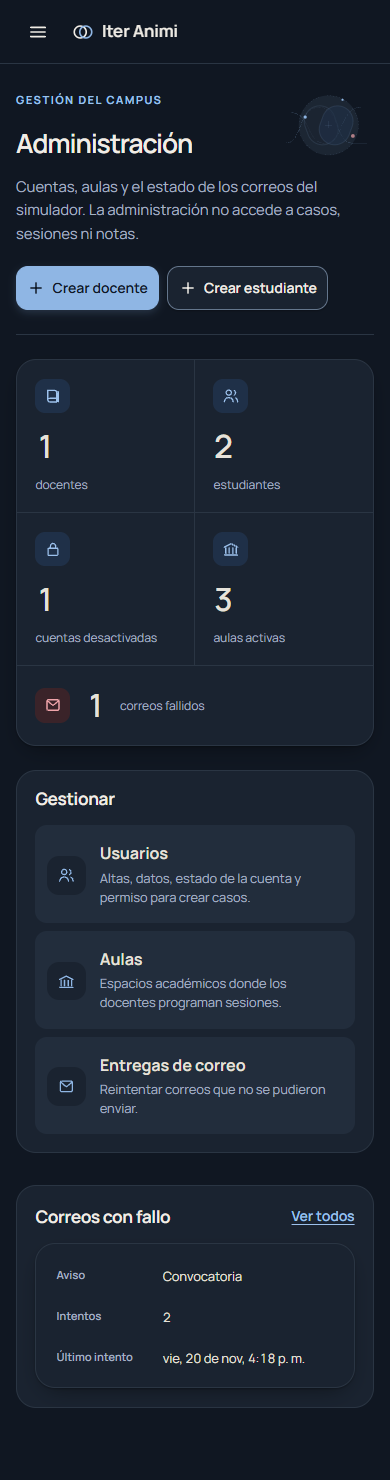 Iter Animi
GESTIÓN DEL CAMPUS
Administración
Cuentas, aulas y el estado de los correos del
simulador. La administración no accede a casos,
sesiones ni notas.
Crear docente
Crear estudiante
1
docentes
2
estudiantes
1
cuentas desactivadas
3
aulas activas
1 correos fallidos
Gestionar
Usuarios
Altas, datos, estado de la cuenta y
permiso para crear casos.
Aulas
Espacios académicos donde los
docentes programan sesiones.
Entregas de correo
Reintentar correos que no se pudieron
enviar.
Correos con fallo
Ver todos
Aviso Convocatoria
Intentos 2
Último intento vie, 20 de nov, 4:18 p. m.